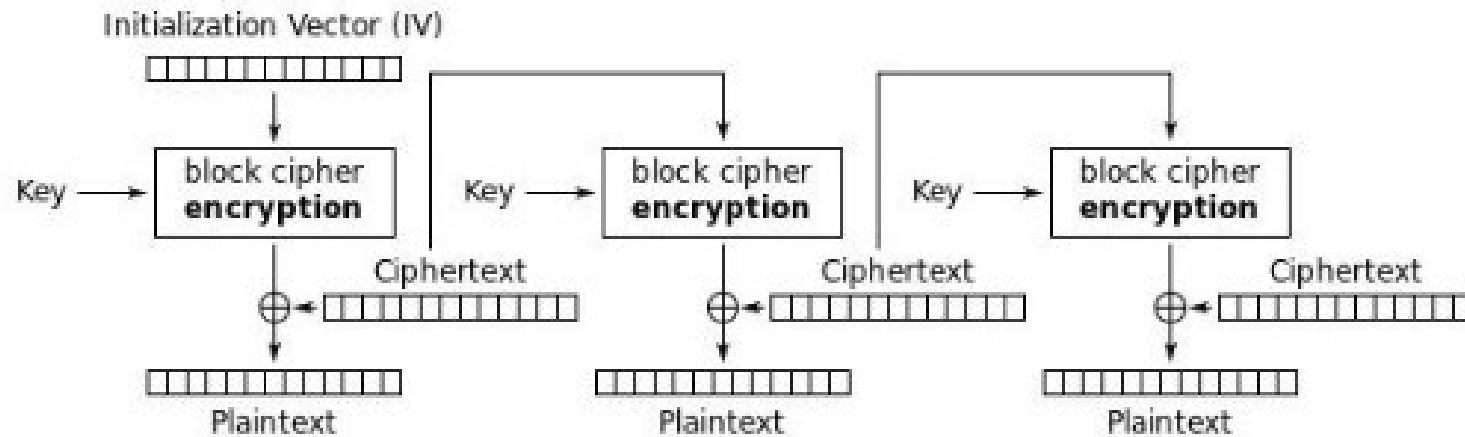 Initialization Vector (IV)
Key
block cipher
encryption
Key
block cipher
encryption
Key
block cipher
encryption
Ciphertext
Ciphertext
Ciphertext
Plaintext
Plaintext
Plaintext